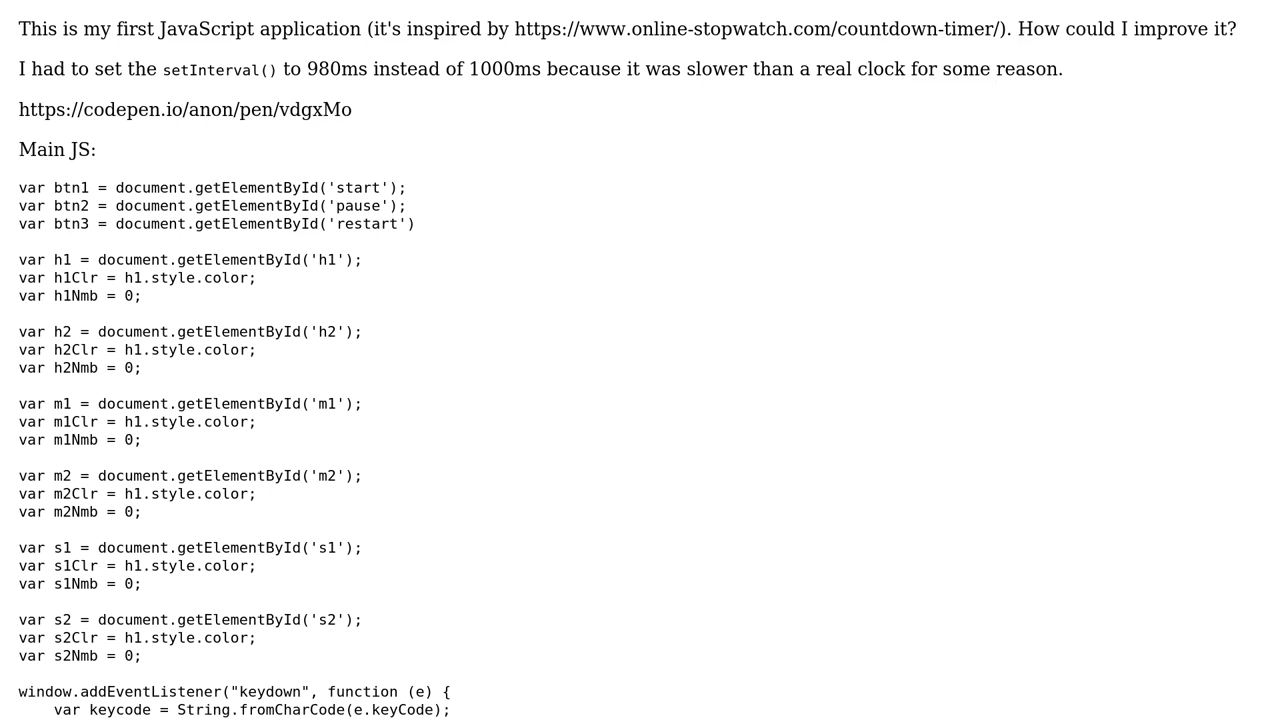 This is my first JavaScript application (it's inspired by https://www.online-stopwatch.com/countdown-timer/). How could I improve it?
I had to set the setInterval() to 980ms instead of 1000ms because it was slower than a real clock for some reason.
https://codepen.io/anon/pen/vdgxMo
Main JS:
var btn1 = document.getElementById('start');
var btn2 = document.getElementById('pause');
var btn3 = document.getElementById('restart')
var h1 = document.getElementById('h1');
var h1Clr = h1.style.color;
var h1Nmb = 0;
var h2 = document.getElementById('h2');
var h2Clr = h1.style.color;
var h2Nmb = 0;
var m1 = document.getElementById('m1');
var m1Clr = h1.style.color;
var m1Nmb = 0;
var m2 = document.getElementById('m2');
var m2Clr = h1.style.color;
var m2Nmb = 0;
var s1 = document.getElementById('s1');
var s1Clr = h1.style.color;
var s1Nmb = 0;
var s2 = document.getElementById('s2');
var s2Clr = h1.style.color;
var s2Nmb = 0;
window.addEventListener("keydown", function (e) {
    var keycode = String.fromCharCode(e.keyCode);